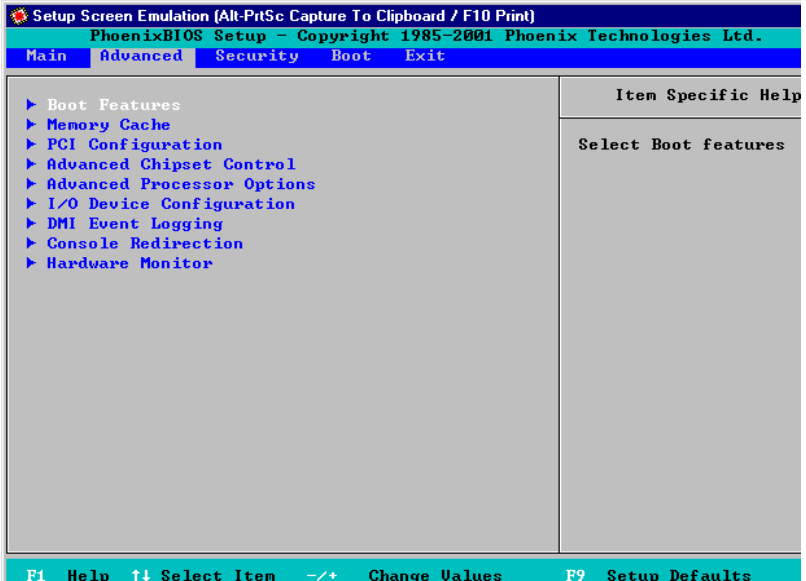 Setup Screen Emulation (Alt-PrtSc Capture To Clipboard / F10 Print)
PhoenixBIOS Setup - Copyright 1985-2001 Phoenix Technologies Ltd.
Main Advanced Security Boot Exit
Item Specific Help
Boot Features
Memory Cache
PCI Configuration
Advanced Chipset Control
Advanced Processor Options
I/O Device Configuration
DMI Event Logging
Console Redirection
Hardware Monitor
Select Boot features
F1 Help ↑↓ Select Item -/+ Change Values F9 Setup Defaults